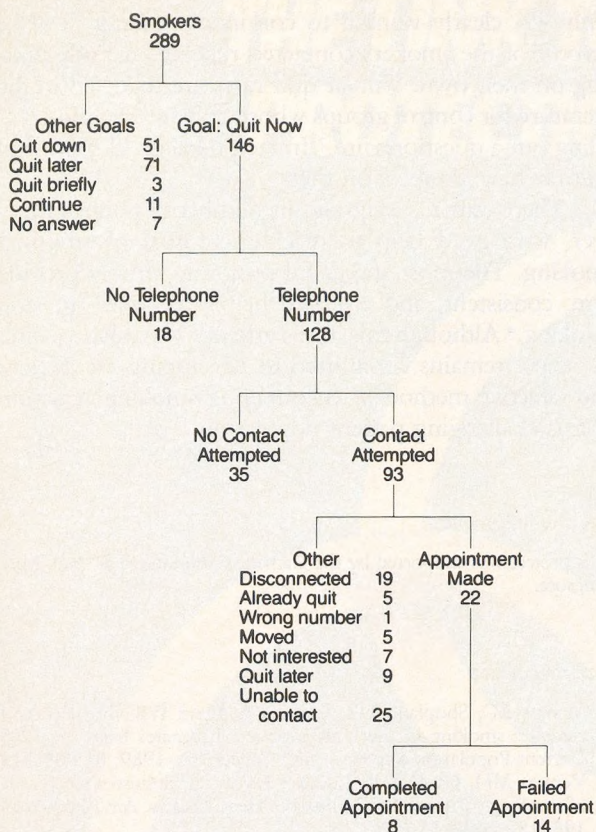 Smokers
289
Other Goals
Cut down 51
Quit later 71
Quit briefly 3
Continue 11
No answer 7
Goal: Quit Now
146
No Telephone
Number
18
Telephone
Number
128
No Contact
Attempted
35
Contact
Attempted
93
Other
Disconnected 19
Already quit 5
Wrong number 1
Moved 5
Not interested 7
Quit later 9
Unable to
contact 25
Appointment
Made
22
Completed
Appointment
8
Failed
Appointment
14